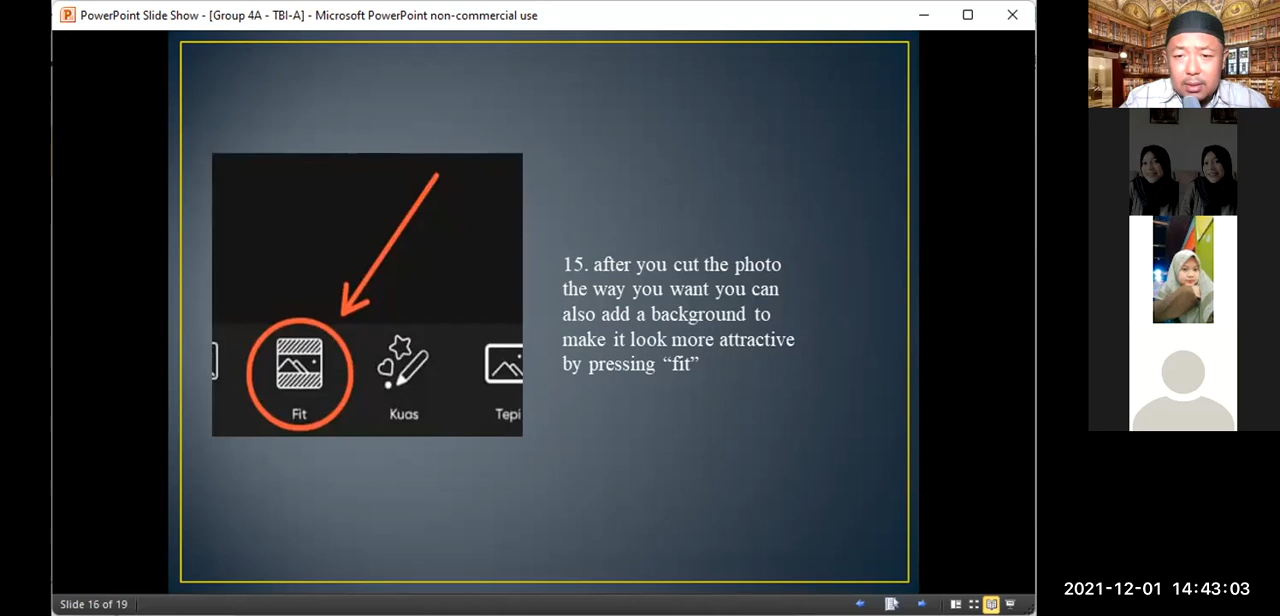 PowerPoint Slide Show - [Group 4A - TBI-A] - Microsoft PowerPoint non-commercial use
15. after you cut the photo
the way you want you can
also add a background to
make it look more attractive
by pressing “fit”
Fit
Kuas
Tepi
Slide 16 of 19
2021-12-01 14:43:03